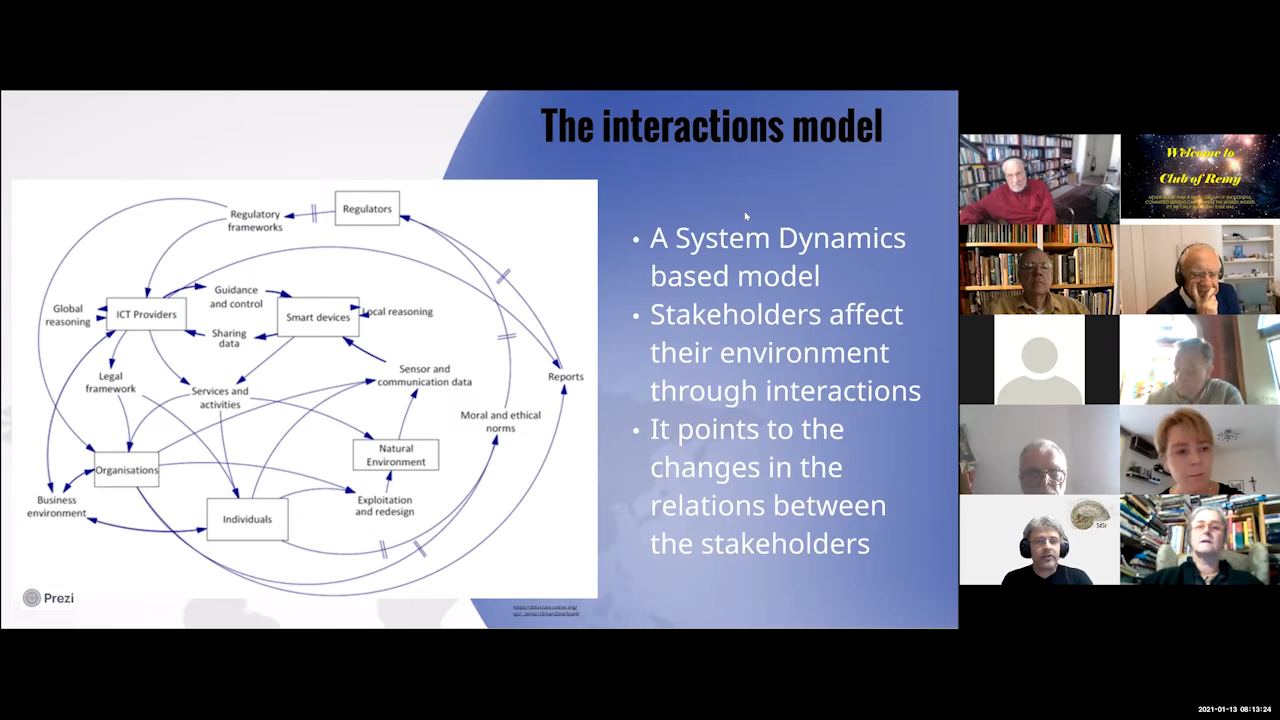 The interactions model
Regulators
Regulatory
frameworks
Guidance
and control
Global
reasoning
ICT Providers
Smart devices
Local reasoning
Sharing
data
Legal
framework
Services and
activities
Sensor and
communication data
Reports
Moral and ethical
norms
Natural
Environment
Organisations
Business
environment
Individuals
Exploitation
and redesign
Prezi
• A System Dynamics
based model
• Stakeholders affect
their environment
through interactions
• It points to the
changes in the
relations between
the stakeholders
Welcome to
Club of Remy
SdSr
2021-01-13 08:13:24